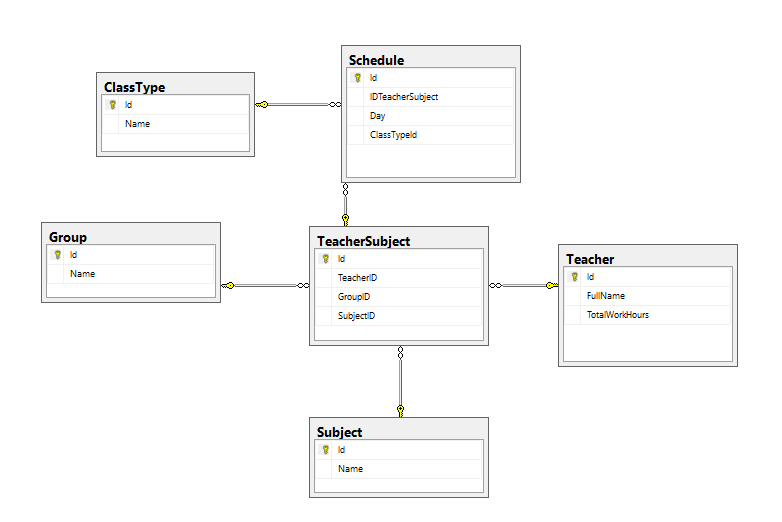 Schedule
Id
IDTeacherSubject
Day
ClassTypeId
ClassType
Id
Name
Group
Id
Name
TeacherSubject
Id
TeacherID
GroupID
SubjectID
Teacher
Id
FullName
TotalWorkHours
Subject
Id
Name